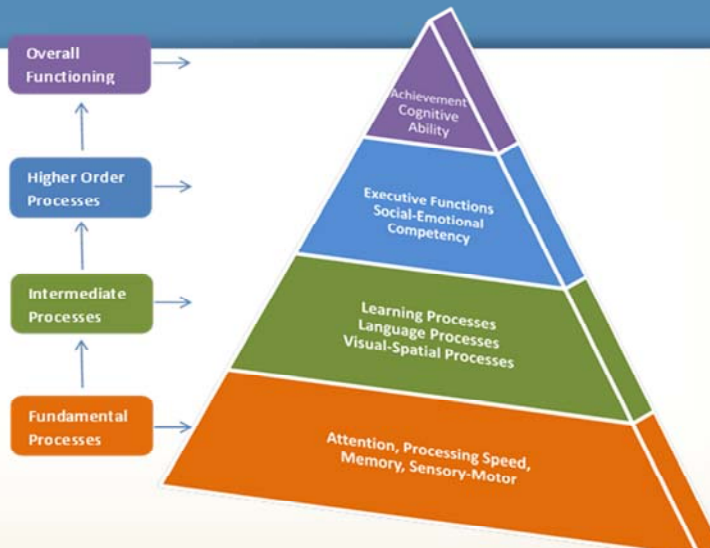 Overall
Functioning
Higher Order
Processes
Intermediate
Processes
Fundamental
Processes
Achievement
Cognitive
Ability
Executive Functions
Social-Emotional
Competency
Learning Processes
Language Processes
Visual-Spatial Processes
Attention, Processing Speed,
Memory, Sensory-Motor